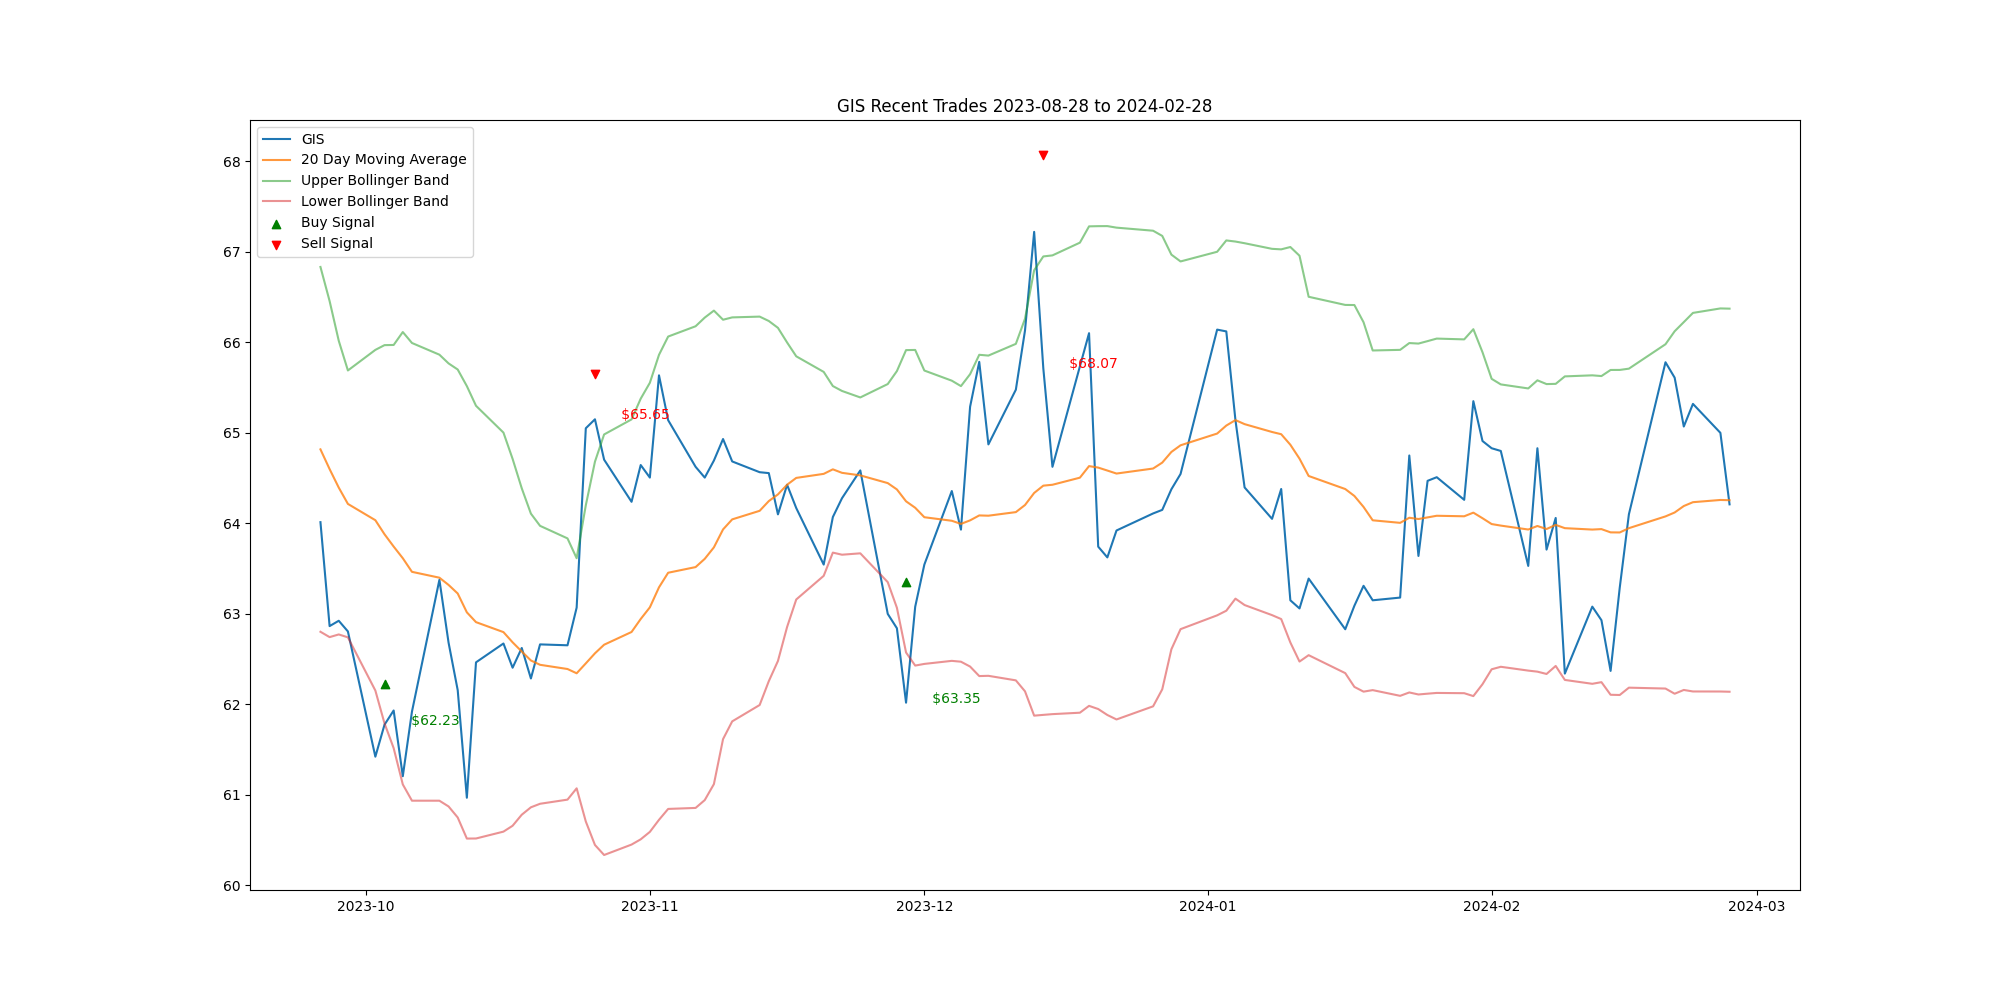 GIS Recent Trades 2023-08-28 to 2024-02-28
GIS
20 Day Moving Average
Upper Bollinger Band
Lower Bollinger Band
Buy Signal
Sell Signal
68
67
66
65
64
63
62
61
60
$68.07
$65.65
$63.35
$62.23
2023-10
2023-11
2023-12
2024-01
2024-02
2024-03